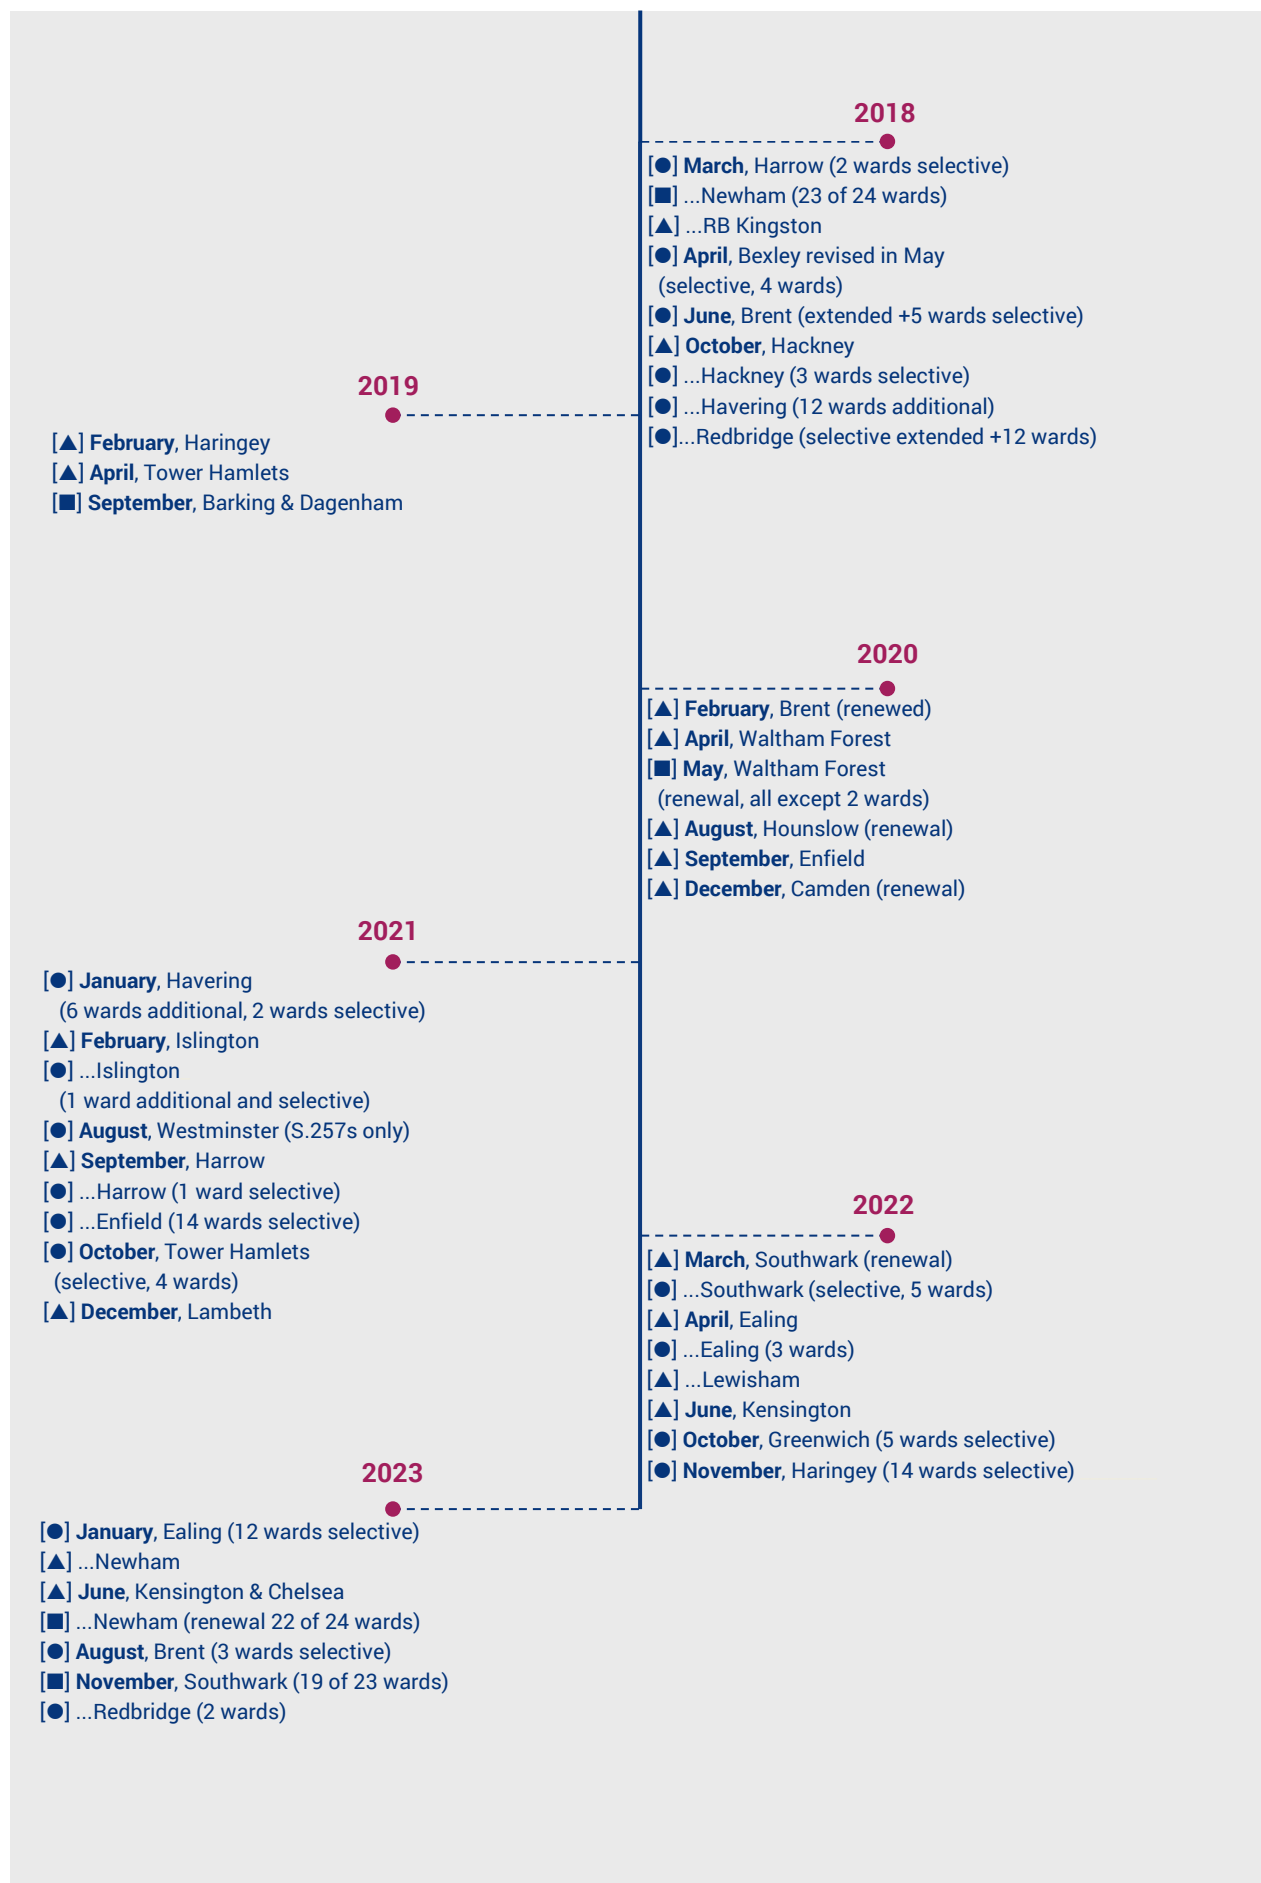 2018
[●] March, Harrow (2 wards selective)
[■] ...Newham (23 of 24 wards)
[▲] ...RB Kingston
[●] April, Bexley revised in May
(selective, 4 wards)
[●] June, Brent (extended +5 wards selective)
[▲] October, Hackney
[●] ...Hackney (3 wards selective)
[●] ...Havering (12 wards additional)
[●]...Redbridge (selective extended +12 wards)
2019
[▲] February, Haringey
[▲] April, Tower Hamlets
[■] September, Barking & Dagenham
2020
[▲] February, Brent (renewed)
[▲] April, Waltham Forest
[■] May, Waltham Forest
(renewal, all except 2 wards)
[▲] August, Hounslow (renewal)
[▲] September, Enfield
[▲] December, Camden (renewal)
2021
[●] January, Havering
(6 wards additional, 2 wards selective)
[▲] February, Islington
[●] ...Islington
(1 ward additional and selective)
[●] August, Westminster (S.257s only)
[▲] September, Harrow
[●] ...Harrow (1 ward selective)
[●] ...Enfield (14 wards selective)
[●] October, Tower Hamlets
(selective, 4 wards)
[▲] December, Lambeth
2022
[▲] March, Southwark (renewal)
[●] ...Southwark (selective, 5 wards)
[▲] April, Ealing
[●] ...Ealing (3 wards)
[▲] ...Lewisham
[▲] June, Kensington
[●] October, Greenwich (5 wards selective)
[●] November, Haringey (14 wards selective)
2023
[●] January, Ealing (12 wards selective)
[▲] ...Newham
[▲] June, Kensington & Chelsea
[■] ...Newham (renewal 22 of 24 wards)
[●] August, Brent (3 wards selective)
[■] November, Southwark (19 of 23 wards)
[●] ...Redbridge (2 wards)